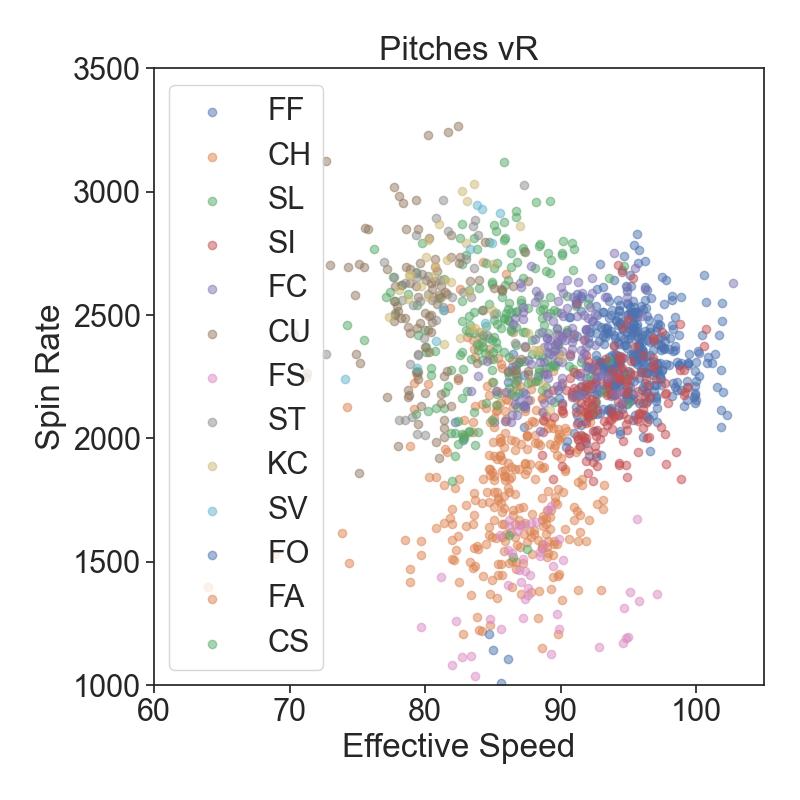 Pitches vR
3500
3000
2500
2000
1500
1000
Spin Rate
FF
CH
SL
SI
FC
CU
FS
ST
KC
SV
FO
FA
CS
60 70 80 90 100
Effective Speed